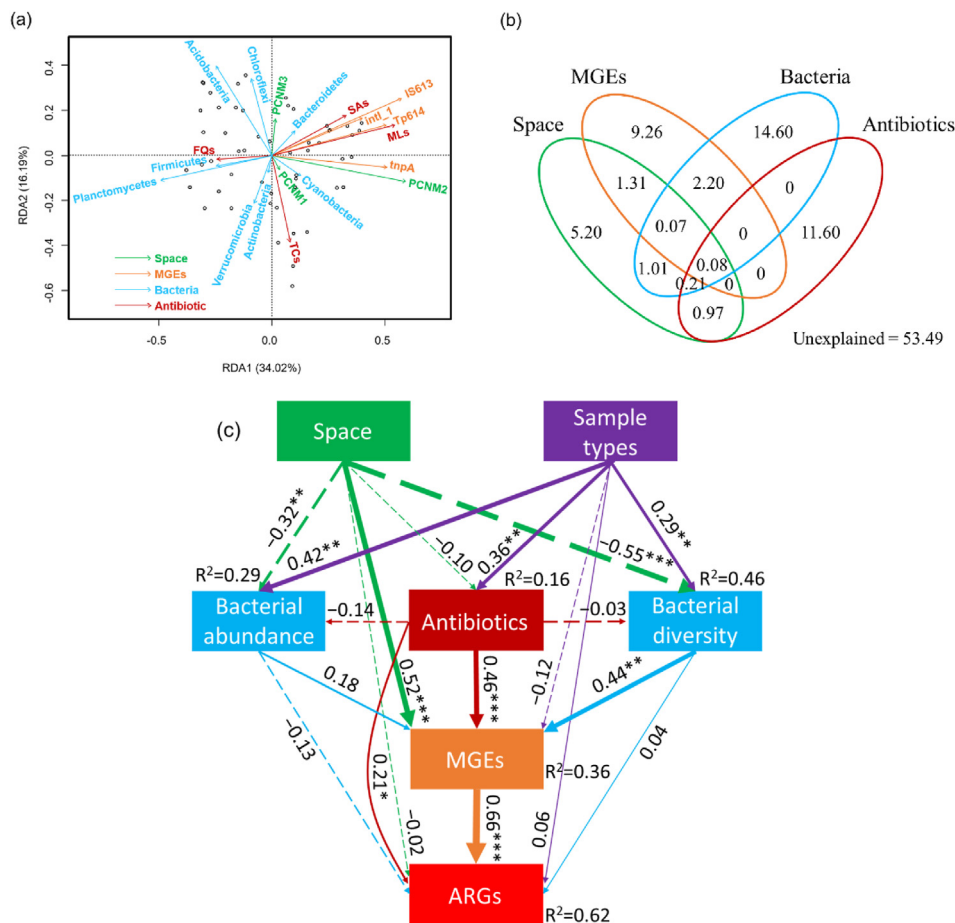 (a)
Acidobacteria
Chloroflexi
PCNM3
Bacteroidetes
IS613
SAs
intl_1
Tp614
MLs
FQs
Firmicutes
tnpA
Planctomycetes
PCNM2
PCRM1
Cyanobacteria
Verrucomicrobia
Actinobacteria
TCs
0.4
0.2
0.0
-0.2
-0.4
-0.6
RDA2 (16.19%)
Space
MGEs
Bacteria
Antibiotic
-0.5
0.0
0.5
RDA1 (34.02%)
(b)
MGEs
Bacteria
Space
Antibiotics
9.26
14.60
1.31
2.20
0
5.20
0.07
0
11.60
1.01
0.08
0
0.21
0
0.97
Unexplained = 53.49
(c)
Space
Sample
types
−0.32**
0.42**
−0.10
0.36**
−0.55***
0.29**
R²=0.29
R²=0.16
R²=0.46
Bacterial
abundance
−0.14
Antibiotics
−0.03
Bacterial
diversity
0.18
0.52***
0.46***
−0.12
0.44**
−0.13
0.21*
MGEs
R²=0.36
0.04
−0.02
0.66***
0.06
ARGs
R²=0.62